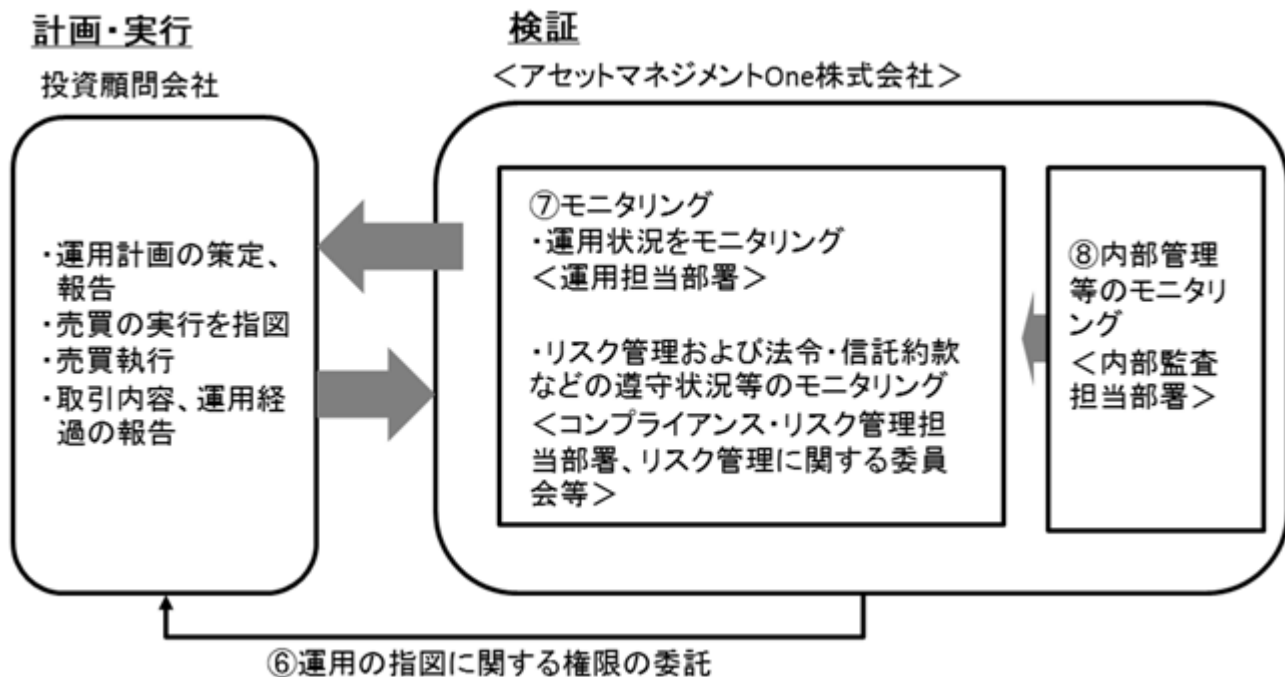 計画・実行
投資顧問会社
・運用計画の策定、
報告
・売買の実行を指図
・売買執行
・取引内容、運用経
過の報告
検証
＜アセットマネジメントOne株式会社＞
⑦モニタリング
・運用状況をモニタリング
＜運用担当部署＞
・リスク管理および法令・信託約款
などの遵守状況等のモニタリング
＜コンプライアンス・リスク管理担
当部署、リスク管理に関する委員
会等＞
⑧内部管理
等のモニタリ
ング
＜内部監査
担当部署＞
⑥運用の指図に関する権限の委託